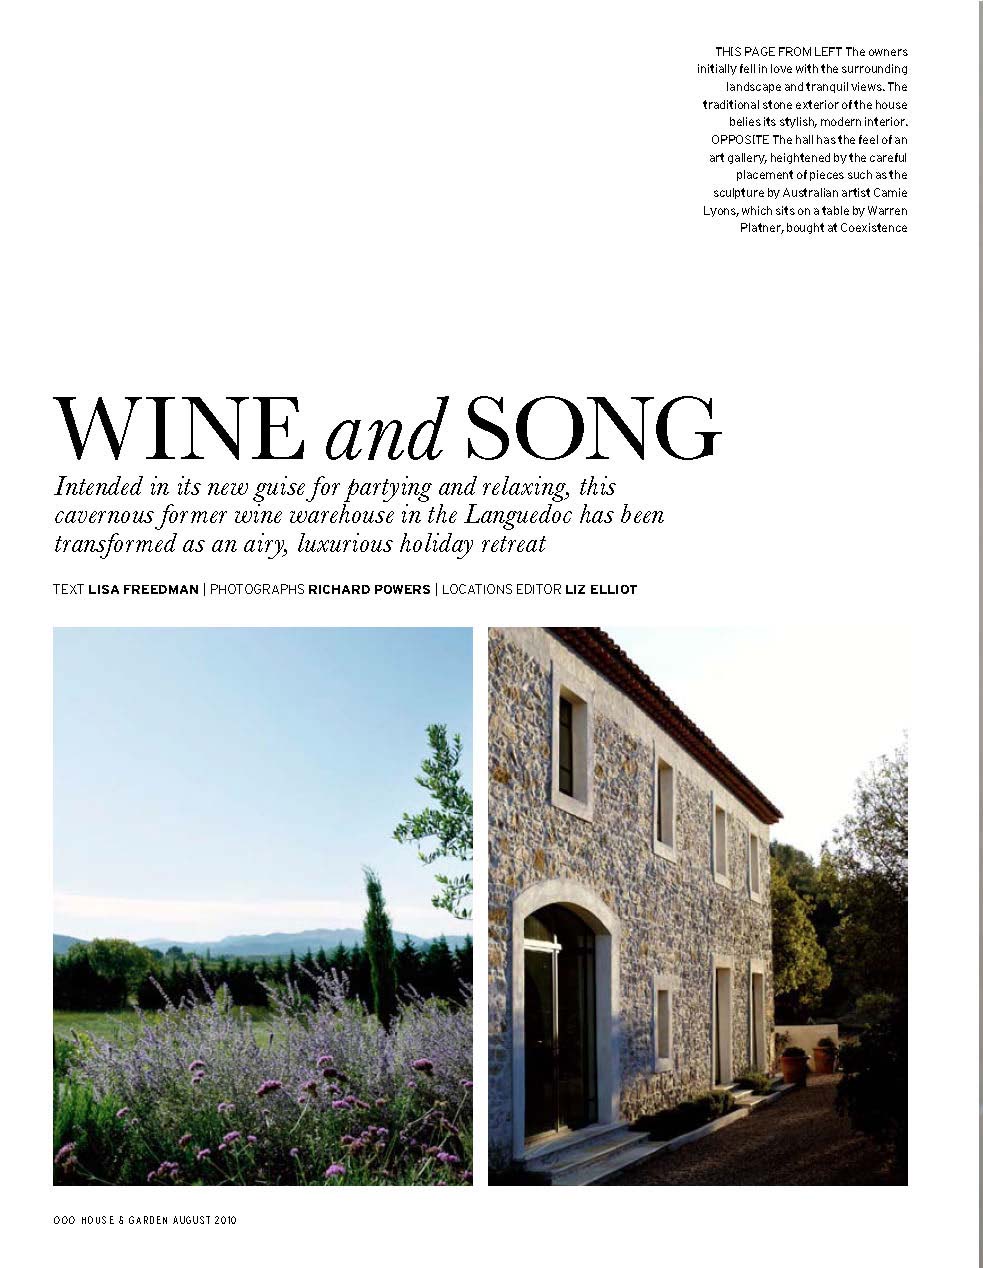 THIS PAGE FROM LEFT The owners
initially fell in love with the surrounding
landscape and tranquil views. The
traditional stone exterior of the house
belies its stylish, modern interior.
OPPOSITE The hall has the feel of an
art gallery, heightened by the careful
placement of pieces such as the
sculpture by Australian artist Camie
Lyons, which sits on a table by Warren
Platner, bought at Coexistence
WINE and SONG
Intended in its new guise for partying and relaxing, this
cavernous former wine warehouse in the Languedoc has been
transformed as an airy, luxurious holiday retreat
TEXT LISA FREEDMAN | PHOTOGRAPHS RICHARD POWERS | LOCATIONS EDITOR LIZ ELLIOT
000 HOUSE & GARDEN AUGUST 2010